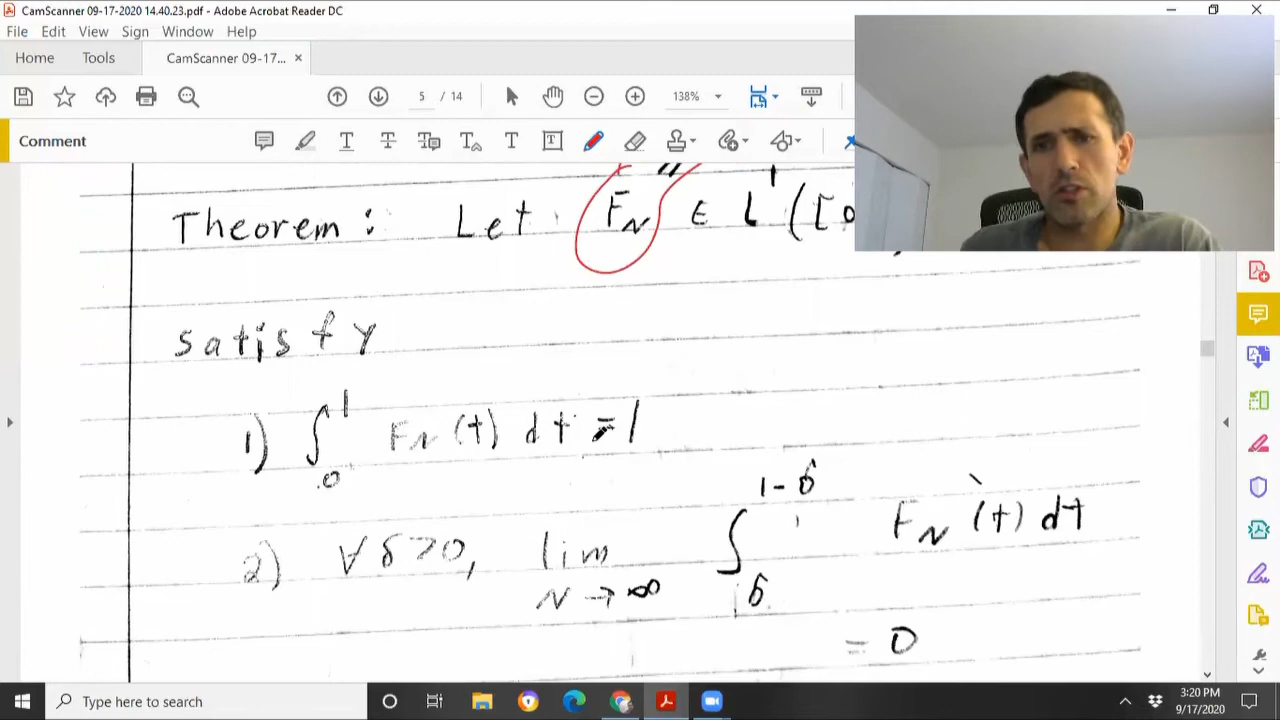 CamScanner 09-17-2020 14.40.23.pdf - Adobe Acrobat Reader DC
File Edit View Sign Window Help
Home Tools CamScanner 09-17... ×
5 / 14 138%
Comment
Theorem : Let F_N ∈ L^1 ([0
satisfy
1) ∫_0^1 F_N (t) dt = 1
2) ∀ δ > 0, lim_{N → ∞} ∫_δ^{1-δ} F_N (t) dt
= 0
Type here to search
3:20 PM
9/17/2020